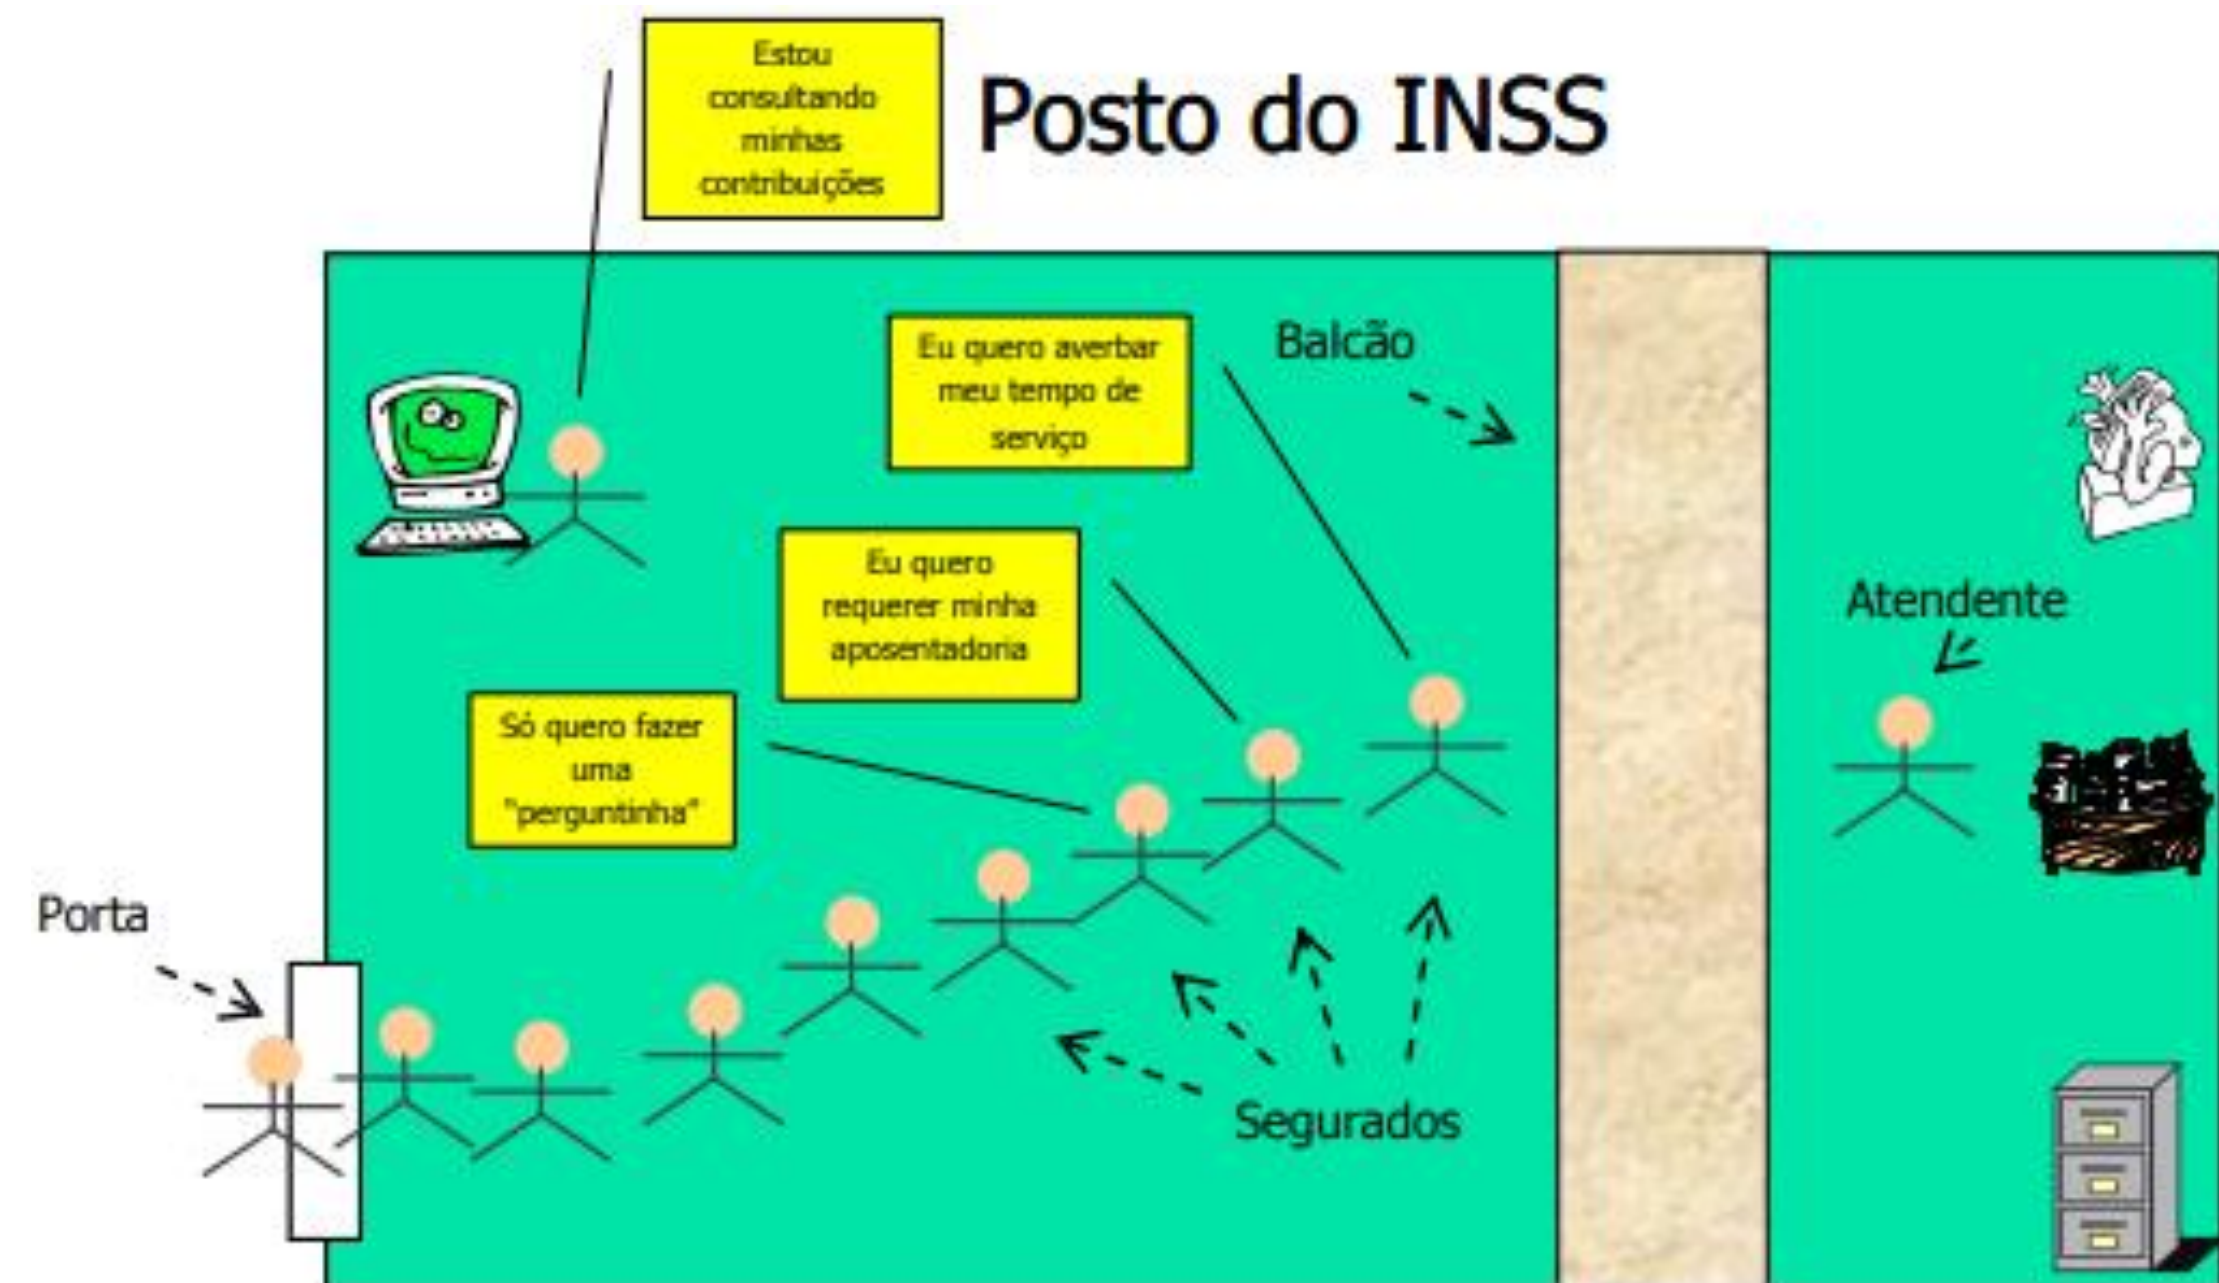 Estou
consultando
minhas
contribuições
Posto do INSS
Eu quero averbar
meu tempo de
serviço
Balcão
Eu quero
requerer minha
aposentadoria
Atendente
Só quero fazer
uma
"perguntinha"
Porta
Segurados